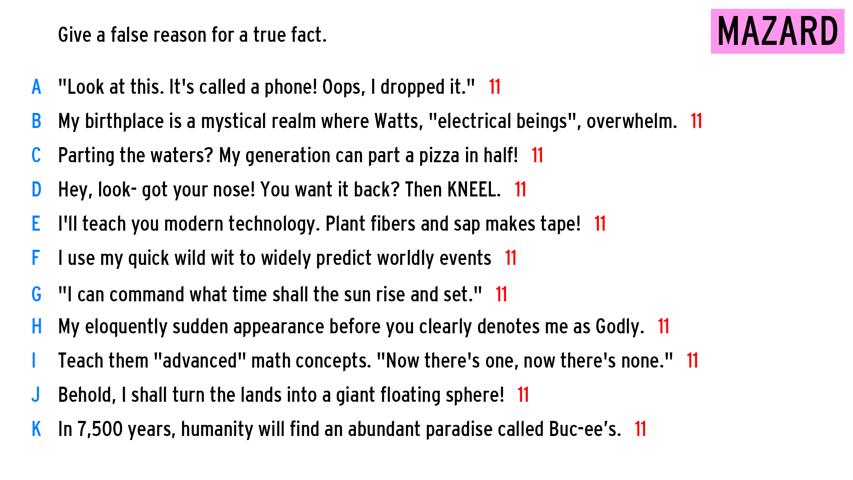 Give a false reason for a true fact.
MAZARD
A "Look at this. It's called a phone! Oops, I dropped it." 11
B My birthplace is a mystical realm where Watts, "electrical beings", overwhelm. 11
C Parting the waters? My generation can part a pizza in half! 11
D Hey, look- got your nose! You want it back? Then KNEEL. 11
E I'll teach you modern technology. Plant fibers and sap makes tape! 11
F I use my quick wild wit to widely predict worldly events 11
G "I can command what time shall the sun rise and set." 11
H My eloquently sudden appearance before you clearly denotes me as Godly. 11
I Teach them "advanced" math concepts. "Now there's one, now there's none." 11
J Behold, I shall turn the lands into a giant floating sphere! 11
K In 7,500 years, humanity will find an abundant paradise called Buc-ee’s. 11